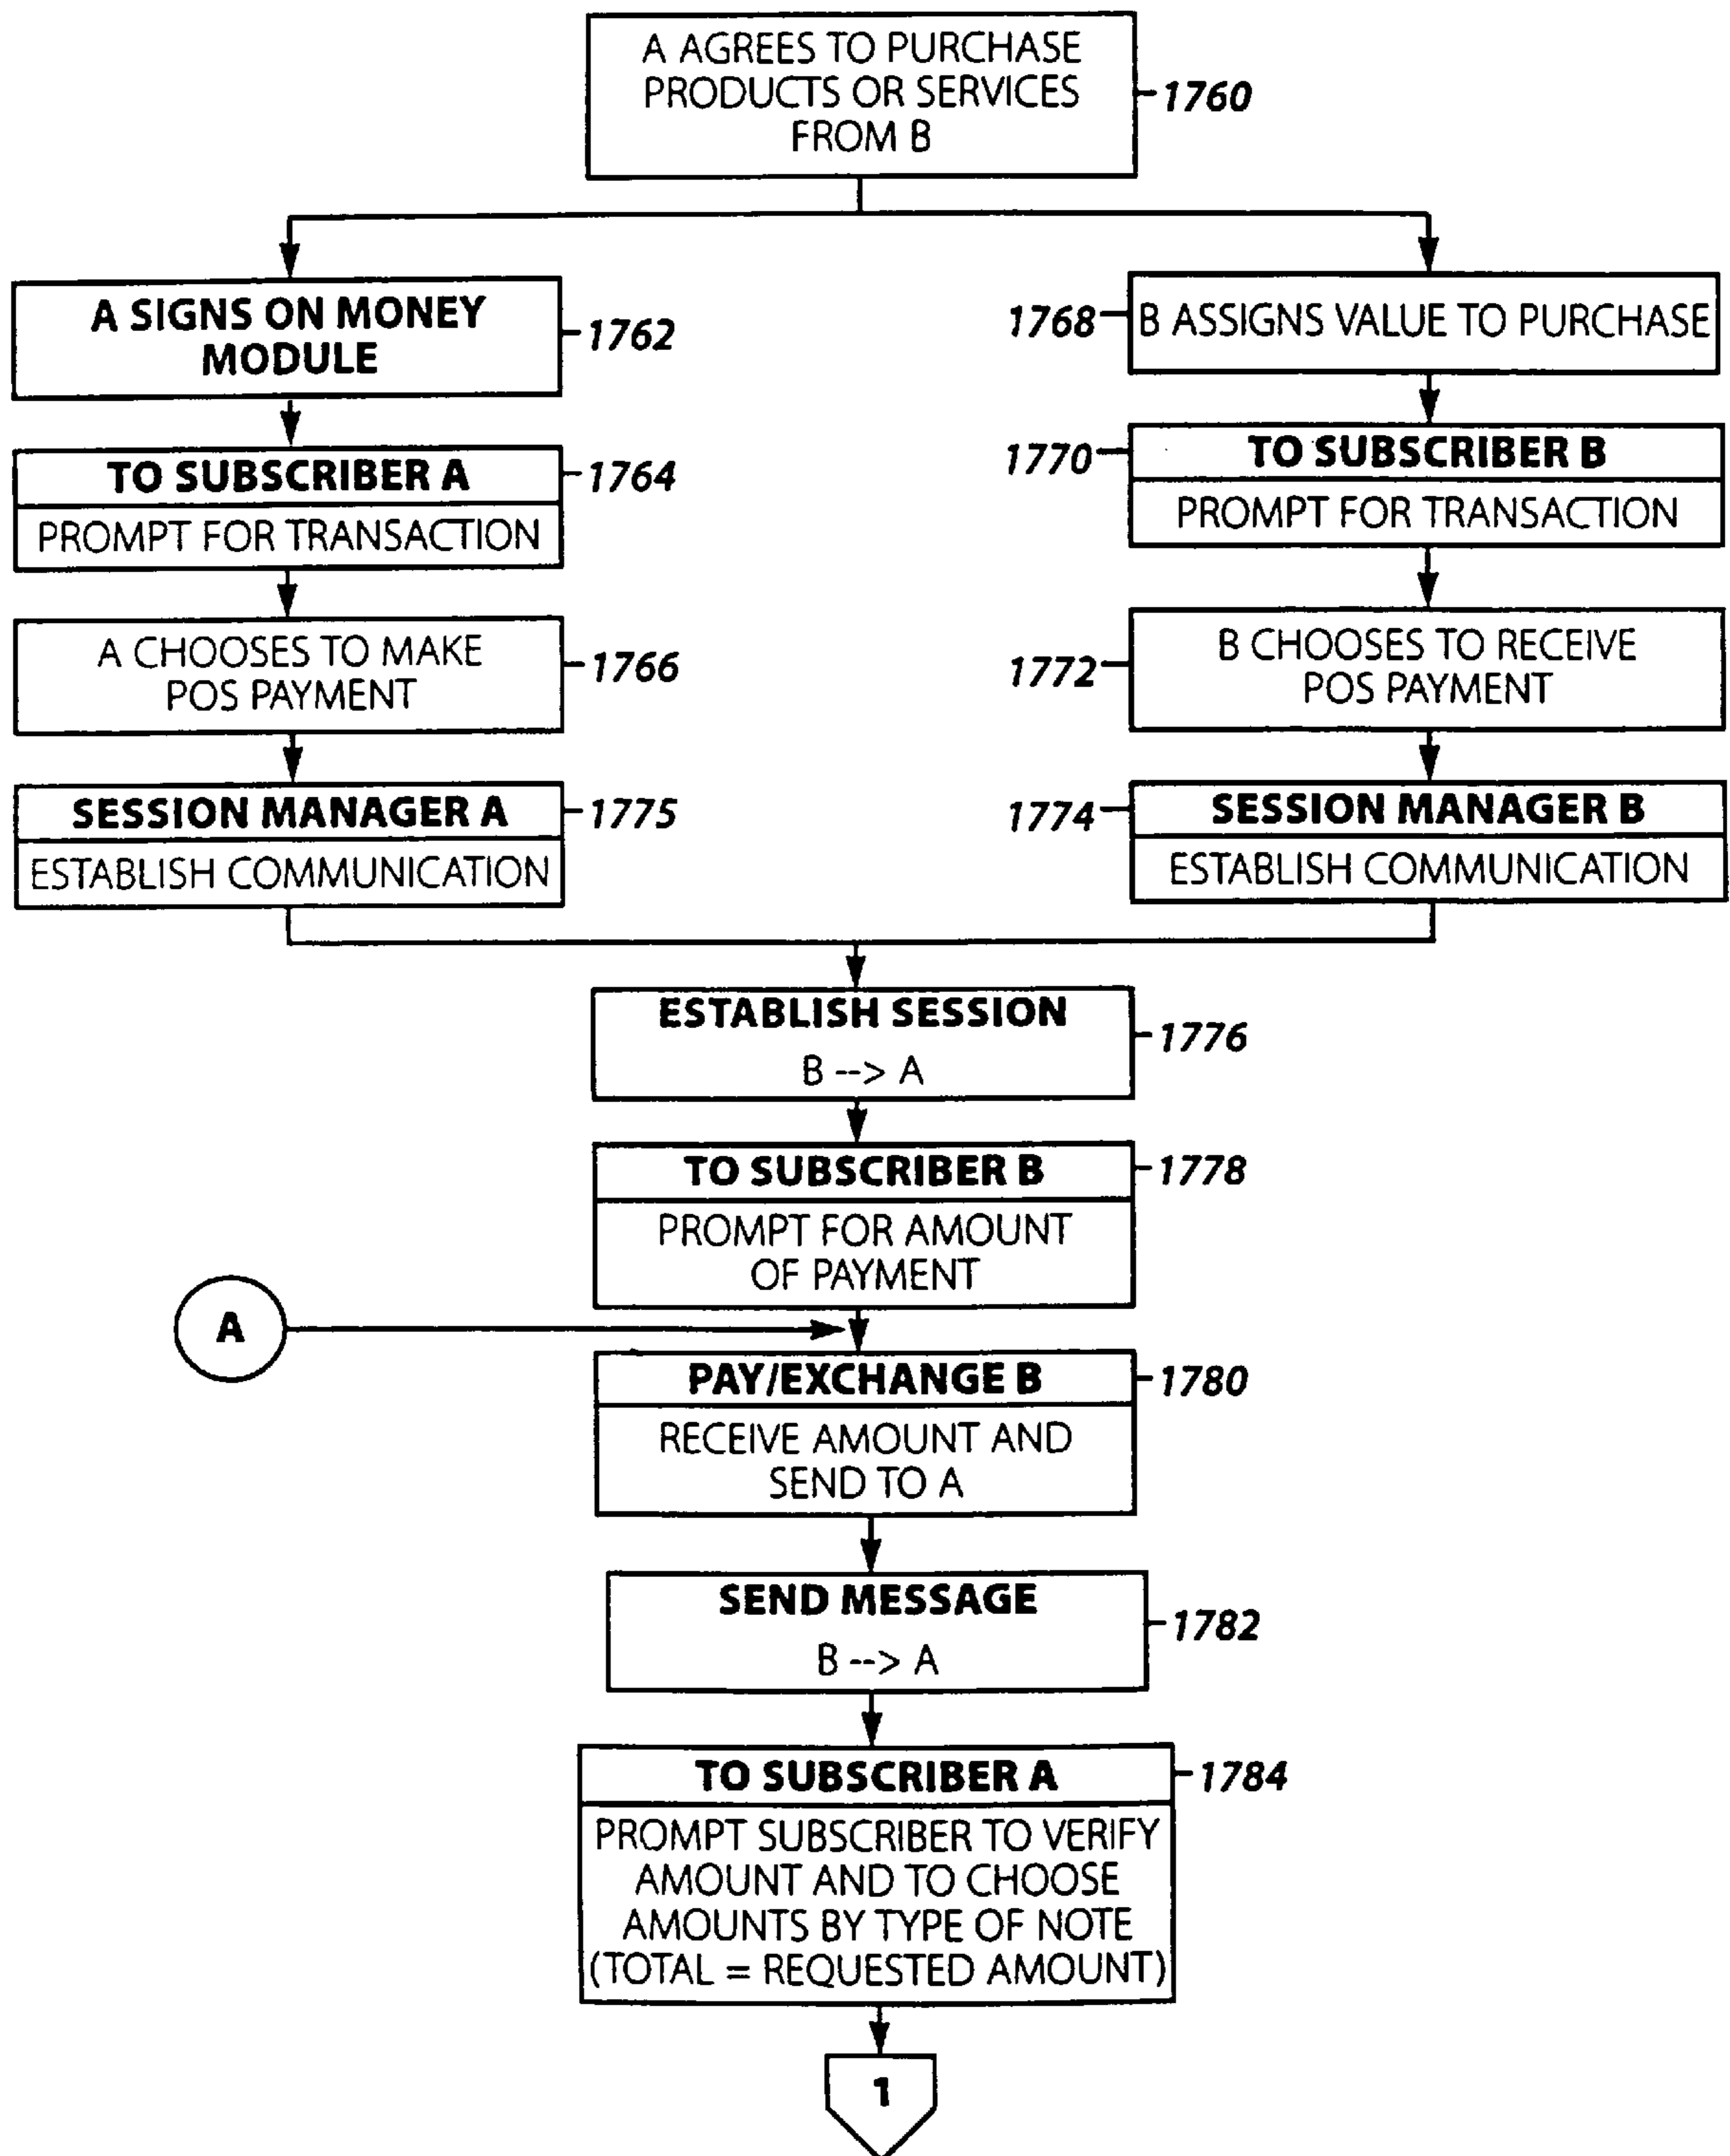 A AGREES TO PURCHASE
PRODUCTS OR SERVICES
FROM B
1760
A SIGNS ON MONEY
MODULE
1762
TO SUBSCRIBER A
1764
PROMPT FOR TRANSACTION
A CHOOSES TO MAKE
POS PAYMENT
1766
SESSION MANAGER A
1775
ESTABLISH COMMUNICATION
1768
B ASSIGNS VALUE TO PURCHASE
1770
TO SUBSCRIBER B
PROMPT FOR TRANSACTION
1772
B CHOOSES TO RECEIVE
POS PAYMENT
1774
SESSION MANAGER B
ESTABLISH COMMUNICATION
ESTABLISH SESSION
B --> A
1776
TO SUBSCRIBER B
1778
PROMPT FOR AMOUNT
OF PAYMENT
A
PAY/EXCHANGE B
1780
RECEIVE AMOUNT AND
SEND TO A
SEND MESSAGE
B --> A
1782
TO SUBSCRIBER A
1784
PROMPT SUBSCRIBER TO VERIFY
AMOUNT AND TO CHOOSE
AMOUNTS BY TYPE OF NOTE
(TOTAL = REQUESTED AMOUNT)
1